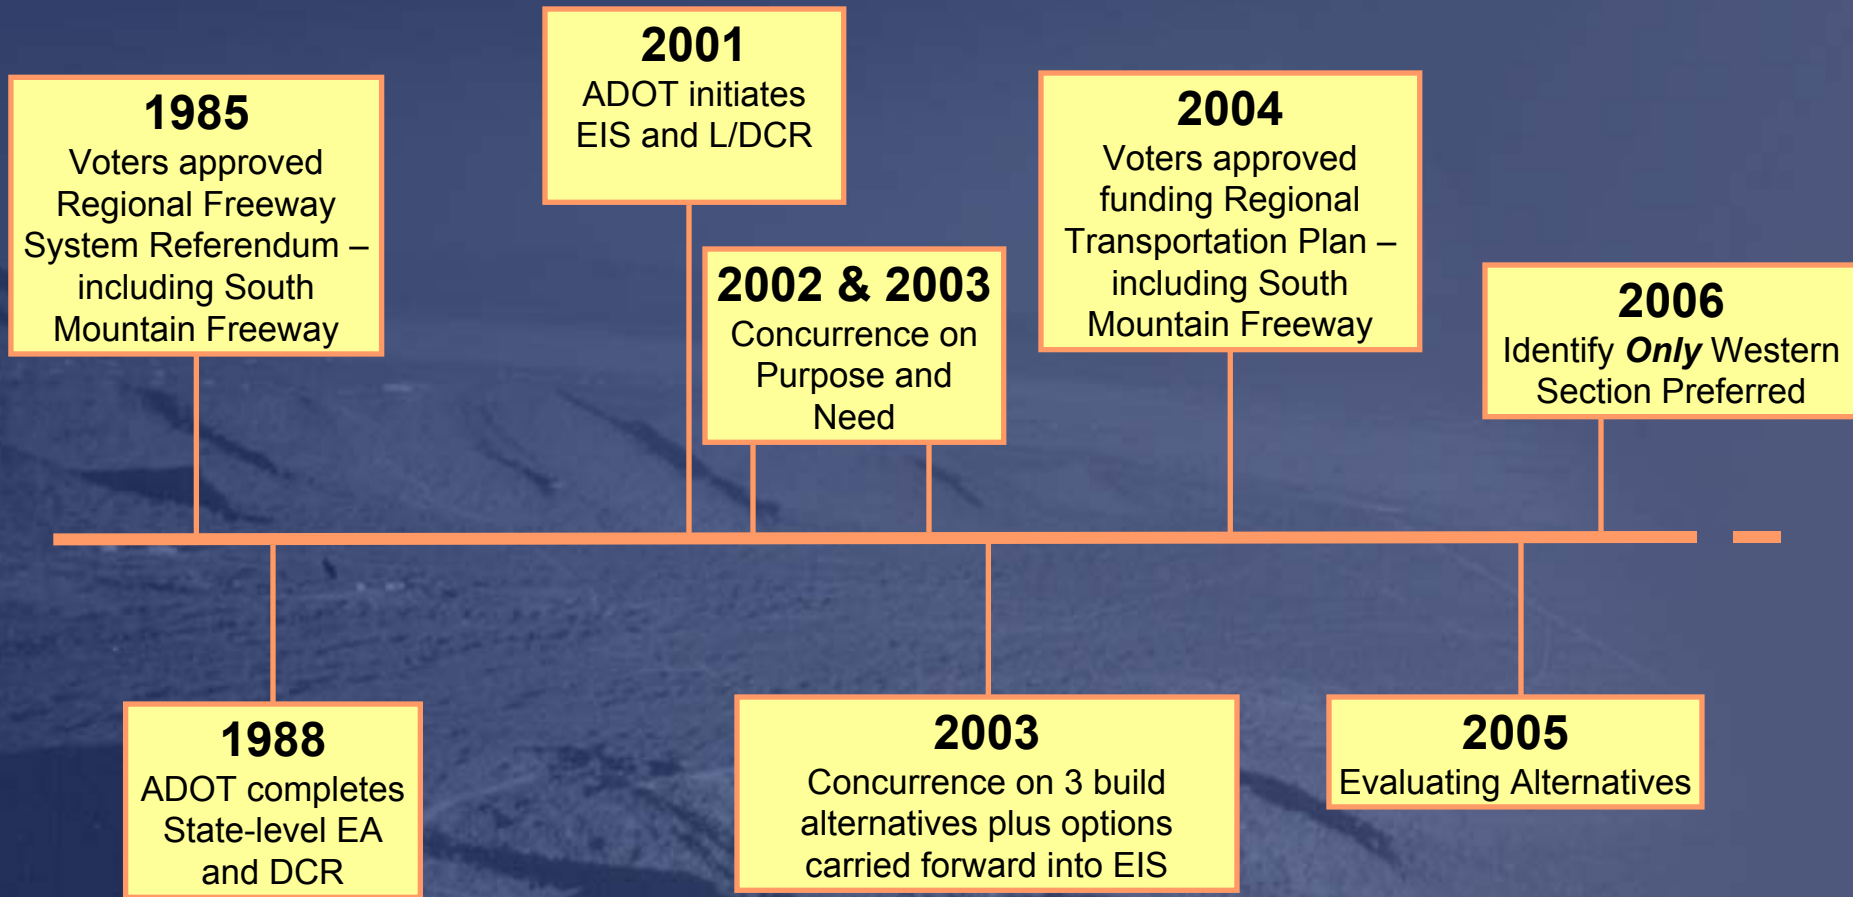 1985
Voters approved
Regional Freeway
System Referendum –
including South
Mountain Freeway
2001
ADOT initiates
EIS and L/DCR
2002 & 2003
Concurrence on
Purpose and
Need
2004
Voters approved
funding Regional
Transportation Plan –
including South
Mountain Freeway
2006
Identify Only Western
Section Preferred
1988
ADOT completes
State-level EA
and DCR
2003
Concurrence on 3 build
alternatives plus options
carried forward into EIS
2005
Evaluating Alternatives